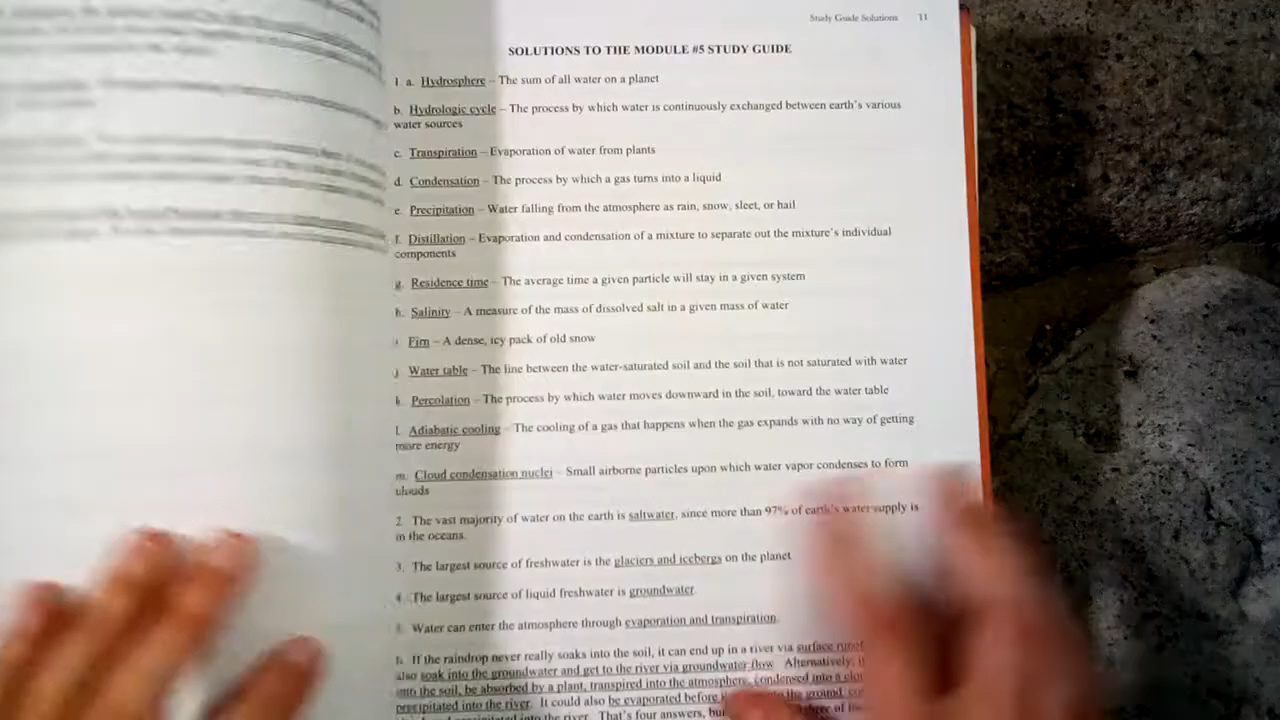 Study Guide Solutions 11
SOLUTIONS TO THE MODULE #5 STUDY GUIDE
1. a. Hydrosphere – The sum of all water on a planet
b. Hydrologic cycle – The process by which water is continuously exchanged between earth's various
water sources
c. Transpiration – Evaporation of water from plants
d. Condensation – The process by which a gas turns into a liquid
e. Precipitation – Water falling from the atmosphere as rain, snow, sleet, or hail
f. Distillation – Evaporation and condensation of a mixture to separate out the mixture's individual
components
g. Residence time – The average time a given particle will stay in a given system
h. Salinity – A measure of the mass of dissolved salt in a given mass of water
i. Firn – A dense, icy pack of old snow
j. Water table – The line between the water-saturated soil and the soil that is not saturated with water
k. Percolation – The process by which water moves downward in the soil, toward the water table
l. Adiabatic cooling – The cooling of a gas that happens when the gas expands with no way of getting
more energy
m. Cloud condensation nuclei – Small airborne particles upon which water vapor condenses to form
clouds
2. The vast majority of water on the earth is saltwater, since more than 97% of earth's water supply is
in the oceans.
3. The largest source of freshwater is the glaciers and icebergs on the planet
4. The largest source of liquid freshwater is groundwater.
5. Water can enter the atmosphere through evaporation and transpiration.
6. If the raindrop never really soaks into the soil, it can end up in a river via surface
also soak into the groundwater and get to the river via groundwater flow. Alternatively,
into the soil, be absorbed by a plant, transpired into the atmosphere, condensed into a
precipitated into the river. It could also be evaporated before the ground,
precipitated into the river. That's four answers,